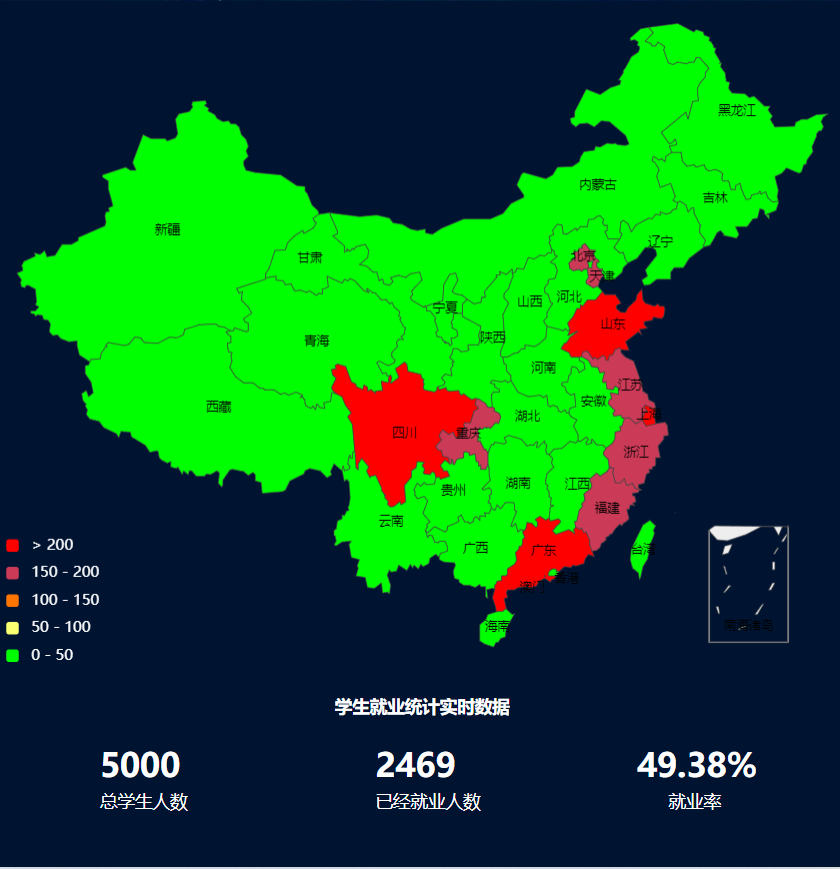 黑龙江
内蒙古
吉林
新疆
辽宁
甘肃
北京
天津
河北
山西
宁夏
山东
青海
陕西
河南
江苏
安徽
西藏
上海
湖北
四川
重庆
浙江
湖南
江西
贵州
福建
云南
广西
广东
台湾
香港
澳门
海南
南海诸岛
> 200
150 - 200
100 - 150
50 - 100
0 - 50
学生就业统计实时数据
5000
2469
49.38%
总学生人数
已经就业人数
就业率